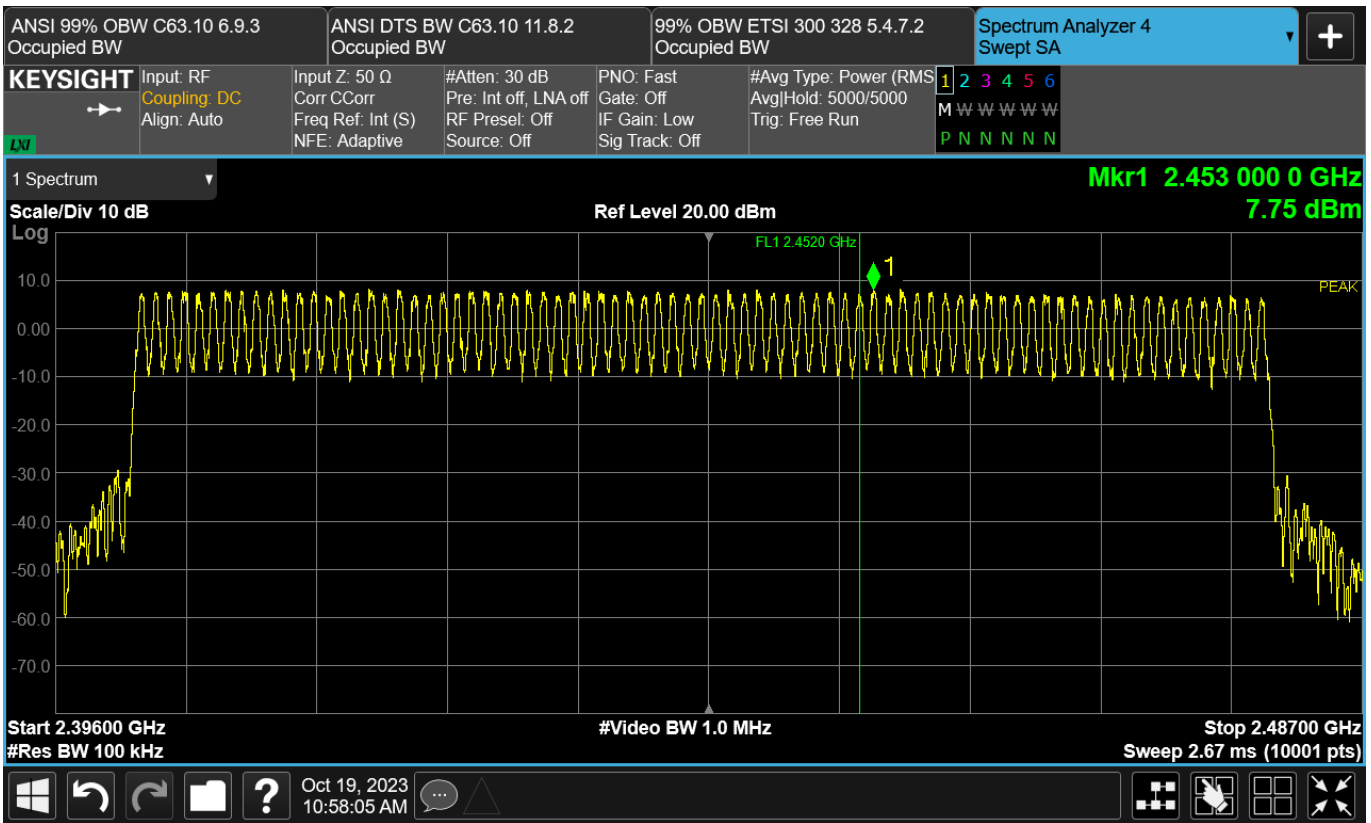 ANSI 99% OBW C63.10 6.9.3
Occupied BW
ANSI DTS BW C63.10 11.8.2
Occupied BW
99% OBW ETSI 300 328 5.4.7.2
Occupied BW
Spectrum Analyzer 4
Swept SA
KEYSIGHT
LXI
Input: RF
Coupling: DC
Align: Auto
Input Z: 50 Ω
Corr CCorr
Freq Ref: Int (S)
NFE: Adaptive
#Atten: 30 dB
Pre: Int off, LNA off
RF Presel: Off
Source: Off
PNO: Fast
Gate: Off
IF Gain: Low
Sig Track: Off
#Avg Type: Power (RMS
Avg|Hold: 5000/5000
Trig: Free Run
1 2 3 4 5 6
M W W W W W
P N N N N N
1 Spectrum
Mkr1 2.453 000 0 GHz
7.75 dBm
Scale/Div 10 dB
Ref Level 20.00 dBm
Log
FL1 2.4520 GHz
1
PEAK
10.0
0.00
-10.0
-20.0
-30.0
-40.0
-50.0
-60.0
-70.0
Start 2.39600 GHz
#Video BW 1.0 MHz
Stop 2.48700 GHz
#Res BW 100 kHz
Sweep 2.67 ms (10001 pts)
Oct 19, 2023
10:58:05 AM